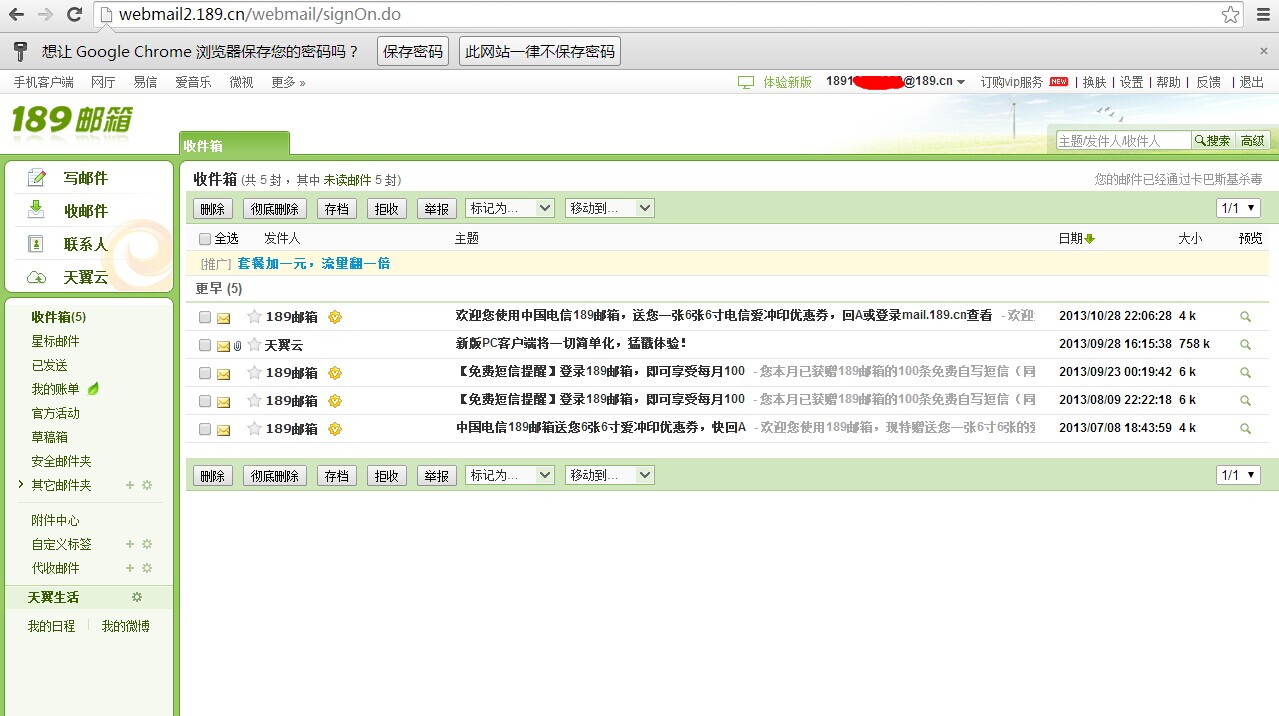 webmail2.189.cn/webmail/signOn.do
想让 Google Chrome 浏览器保存您的密码吗？ 保存密码 此网站一律不保存密码 ×
手机客户端 网厅 易信 爱音乐 微视 更多 » 体验新版 1891 @189.cn 订购vip服务 NEW | 换肤 | 设置 | 帮助 | 反馈 | 退出
189邮箱
收件箱
主题/发件人/收件人 搜索 高级
写邮件
收邮件
联系人
天翼云
收件箱(5)
星标邮件
已发送
我的账单
官方活动
草稿箱
安全邮件夹
其它邮件夹 +
附件中心
自定义标签 +
代收邮件 +
天翼生活
我的日程 | 我的微博
收件箱 (共 5 封，其中 未读邮件 5 封) 您的邮件已经通过卡巴斯基杀毒
删除 彻底删除 存档 拒收 举报 标记为... 移动到... 1/1
全选 发件人 主题 日期 大小 预览
[推广] 套餐加一元，流量翻一倍
更早 (5)
189邮箱 欢迎您使用中国电信189邮箱，送您一张6张6寸电信爱冲印优惠券，回A或登录mail.189.cn查看 - 欢迎 2013/10/28 22:06:28 4 k
天翼云 新版PC客户端将一切简单化，猛戳体验！ 2013/09/28 16:15:38 758 k
189邮箱 【免费短信提醒】登录189邮箱，即可享受每月100 - 您本月已获赠189邮箱的100条免费自写短信（ 网 2013/09/23 00:19:42 6 k
189邮箱 【免费短信提醒】登录189邮箱，即可享受每月100 - 您本月已获赠189邮箱的100条免费自写短信（ 网 2013/08/09 22:22:18 6 k
189邮箱 中国电信189邮箱送您6张6寸爱冲印优惠券，快回A - 欢迎您使用189邮箱，现特赠送您一张6寸6张的 2013/07/08 18:43:59 4 k
删除 彻底删除 存档 拒收 举报 标记为... 移动到... 1/1